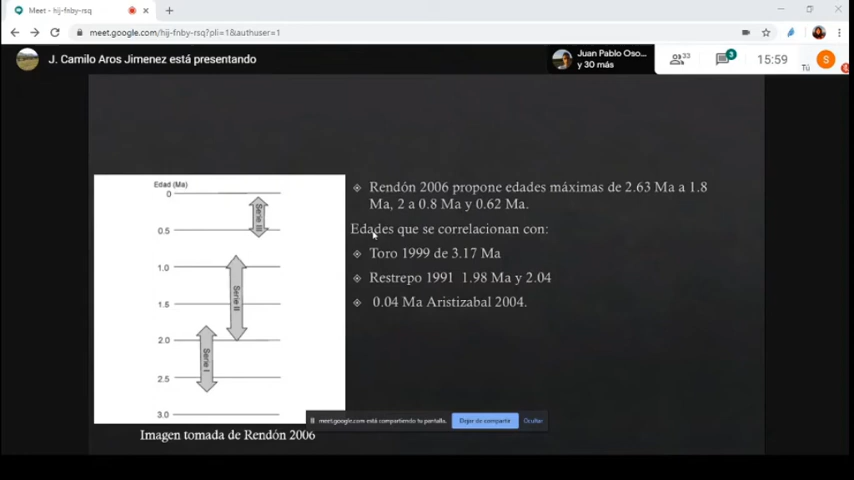 Meet - hij-fnby-rsq
meet.google.com/hij-fnby-rsq?pli=1&authuser=1
J. Camilo Aros Jimenez está presentando
Juan Pablo Oso...
y 30 más
33
3
15:59
Tú
S
Edad (Ma)
0
0.5
1.0
1.5
2.0
2.5
3.0
Serie III
Serie II
Serie I
Imagen tomada de Rendón 2006
Rendón 2006 propone edades máximas de 2.63 Ma a 1.8
Ma, 2 a 0.8 Ma y 0.62 Ma.
Edades que se correlacionan con:
Toro 1999 de 3.17 Ma
Restrepo 1991 1.98 Ma y 2.04
0.04 Ma Aristizabal 2004.
meet.google.com está compartiendo tu pantalla.
Dejar de compartir
Ocultar